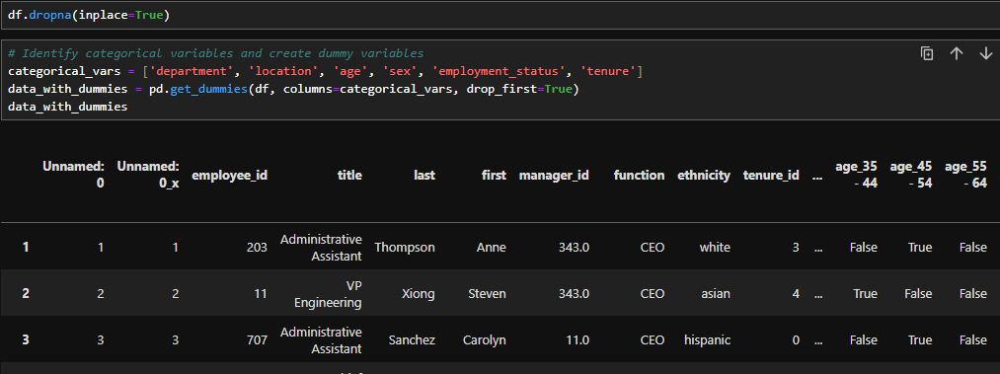 df.dropna(inplace=True)
# Identify categorical variables and create dummy variables
categorical_vars = ['department', 'location', 'age', 'sex', 'employment_status', 'tenure']
data_with_dummies = pd.get_dummies(df, columns=categorical_vars, drop_first=True)
data_with_dummies
Unnamed: 0 Unnamed: 0_x employee_id title last first manager_id function ethnicity tenure_id ... age_35 - 44 age_45 - 54 age_55 - 64
1 1 1 203 Administrative Assistant Thompson Anne 343.0 CEO white 3 ... False True False
2 2 2 11 VP Engineering Xiong Steven 343.0 CEO asian 4 ... True False False
3 3 3 707 Administrative Assistant Sanchez Carolyn 11.0 CEO hispanic 0 ... False True False